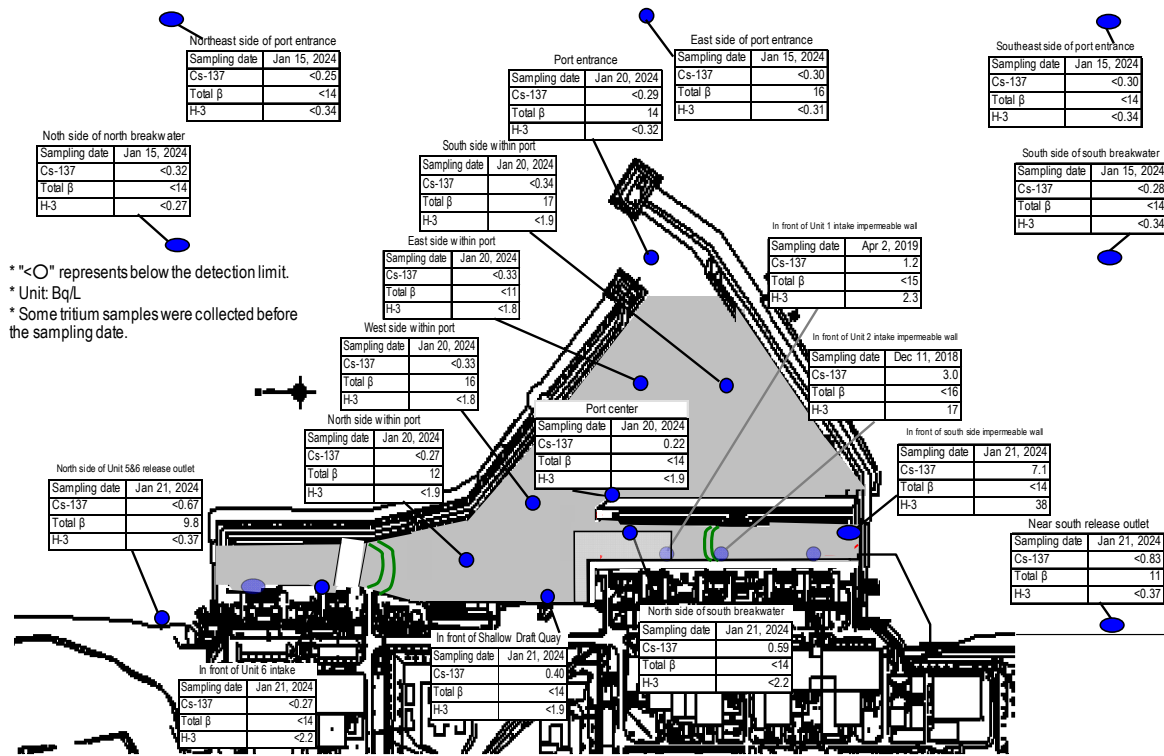 Northeast side of port entrance
Sampling date Jan 15, 2024
Cs-137 <0.25
Total β <14
H-3 <0.34
East side of port entrance
Sampling date Jan 15, 2024
Cs-137 <0.30
Total β 16
H-3 <0.31
Southeast side of port entrance
Sampling date Jan 15, 2024
Cs-137 <0.30
Total β <14
H-3 <0.34
Port entrance
Sampling date Jan 20, 2024
Cs-137 <0.29
Total β 14
H-3 <0.32
Noth side of north breakwater
Sampling date Jan 15, 2024
Cs-137 <0.32
Total β <14
H-3 <0.27
South side within port
Sampling date Jan 20, 2024
Cs-137 <0.34
Total β 17
H-3 <1.9
South side of south breakwater
Sampling date Jan 15, 2024
Cs-137 <0.28
Total β <14
H-3 <0.34
* "<O" represents below the detection limit.
* Unit: Bq/L
* Some tritium samples were collected before
the sampling date.
East side within port
Sampling date Jan 20, 2024
Cs-137 <0.33
Total β <11
H-3 <1.8
In front of Unit 1 intake impermeable wall
Sampling date Apr 2, 2019
Cs-137 1.2
Total β <15
H-3 2.3
West side within port
Sampling date Jan 20, 2024
Cs-137 <0.33
Total β 16
H-3 <1.8
In front of Unit 2 intake impermeable wall
Sampling date Dec 11, 2018
Cs-137 3.0
Total β <16
H-3 17
North side within port
Sampling date Jan 20, 2024
Cs-137 <0.27
Total β 12
H-3 <1.9
Port center
Sampling date Jan 20, 2024
Cs-137 0.22
Total β <14
H-3 <1.9
In front of south side impermeable wall
Sampling date Jan 21, 2024
Cs-137 7.1
Total β <14
H-3 38
North side of Unit 5&6 release outlet
Sampling date Jan 21, 2024
Cs-137 <0.67
Total β 9.8
H-3 <0.37
Near south release outlet
Sampling date Jan 21, 2024
Cs-137 <0.83
Total β 11
H-3 <0.37
North side of south breakwater
Sampling date Jan 21, 2024
Cs-137 0.59
Total β <14
H-3 <2.2
In front of Shallow Draft Quay
Sampling date Jan 21, 2024
Cs-137 0.40
Total β <14
H-3 <1.9
In front of Unit 6 intake
Sampling date Jan 21, 2024
Cs-137 <0.27
Total β <14
H-3 <2.2